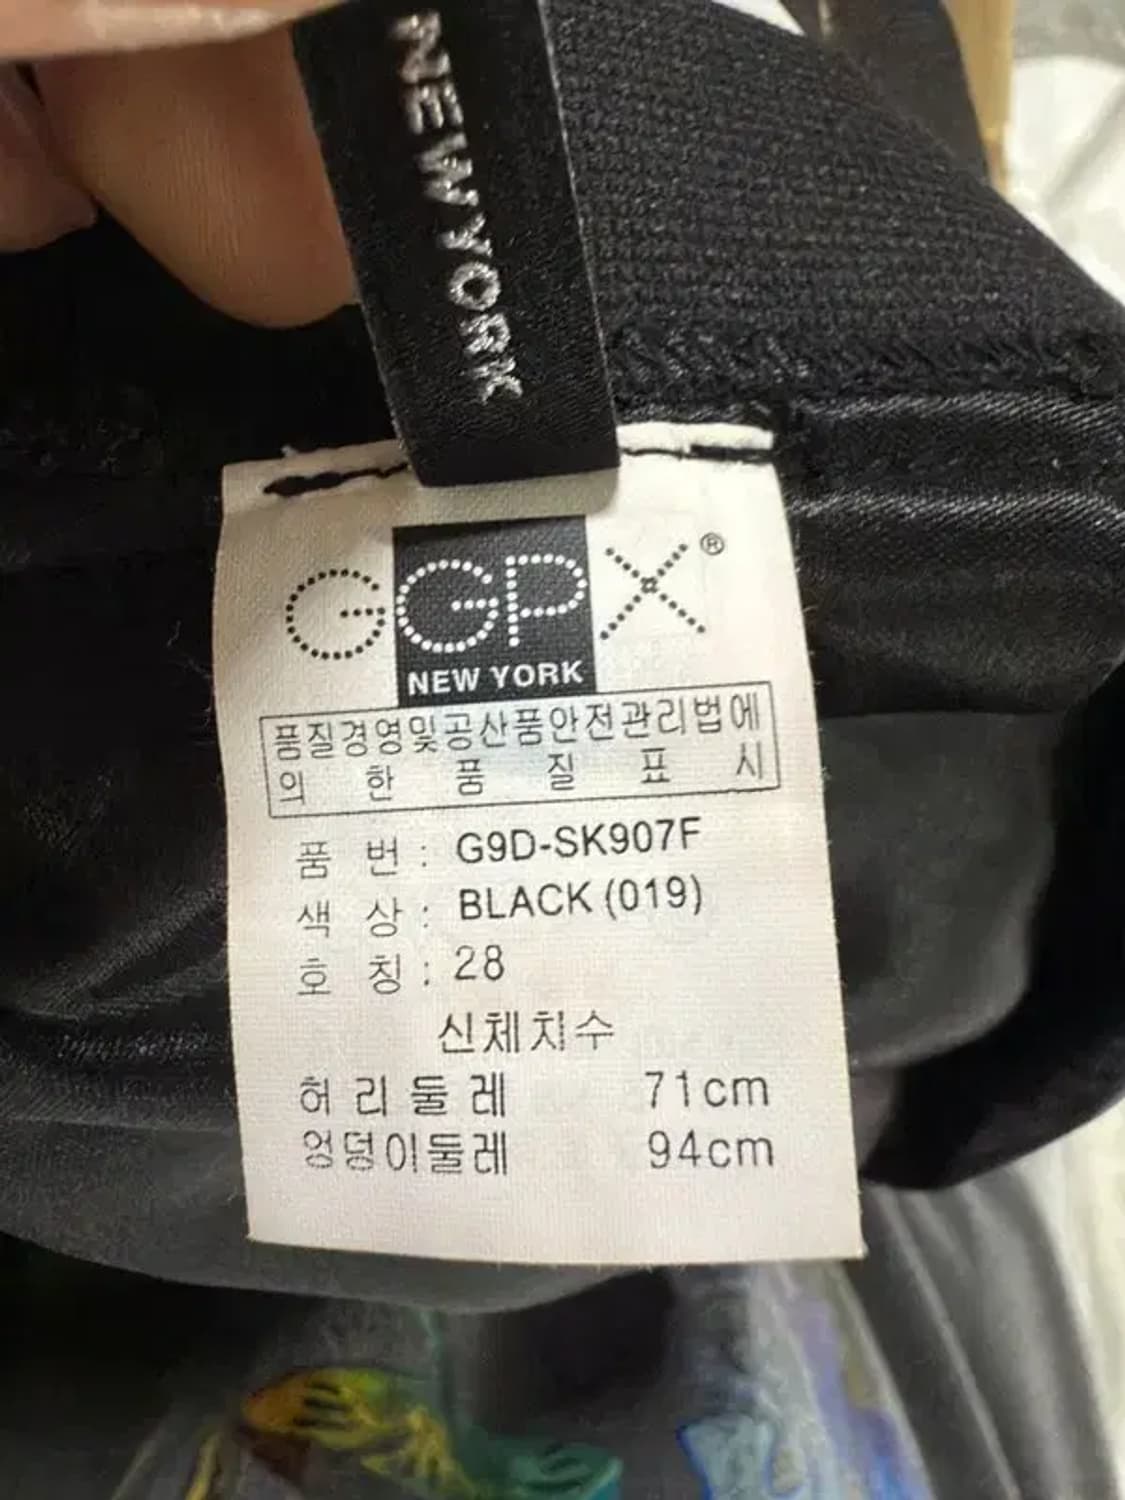 NEWYORK
GGPX®
NEW YORK
품질경영및공산품안전관리법에
의 한 품 질 표 시
품 번 : G9D-SK907F
색 상 : BLACK (019)
호 칭 : 28
신체치수
허리둘레 71cm
엉덩이둘레 94cm